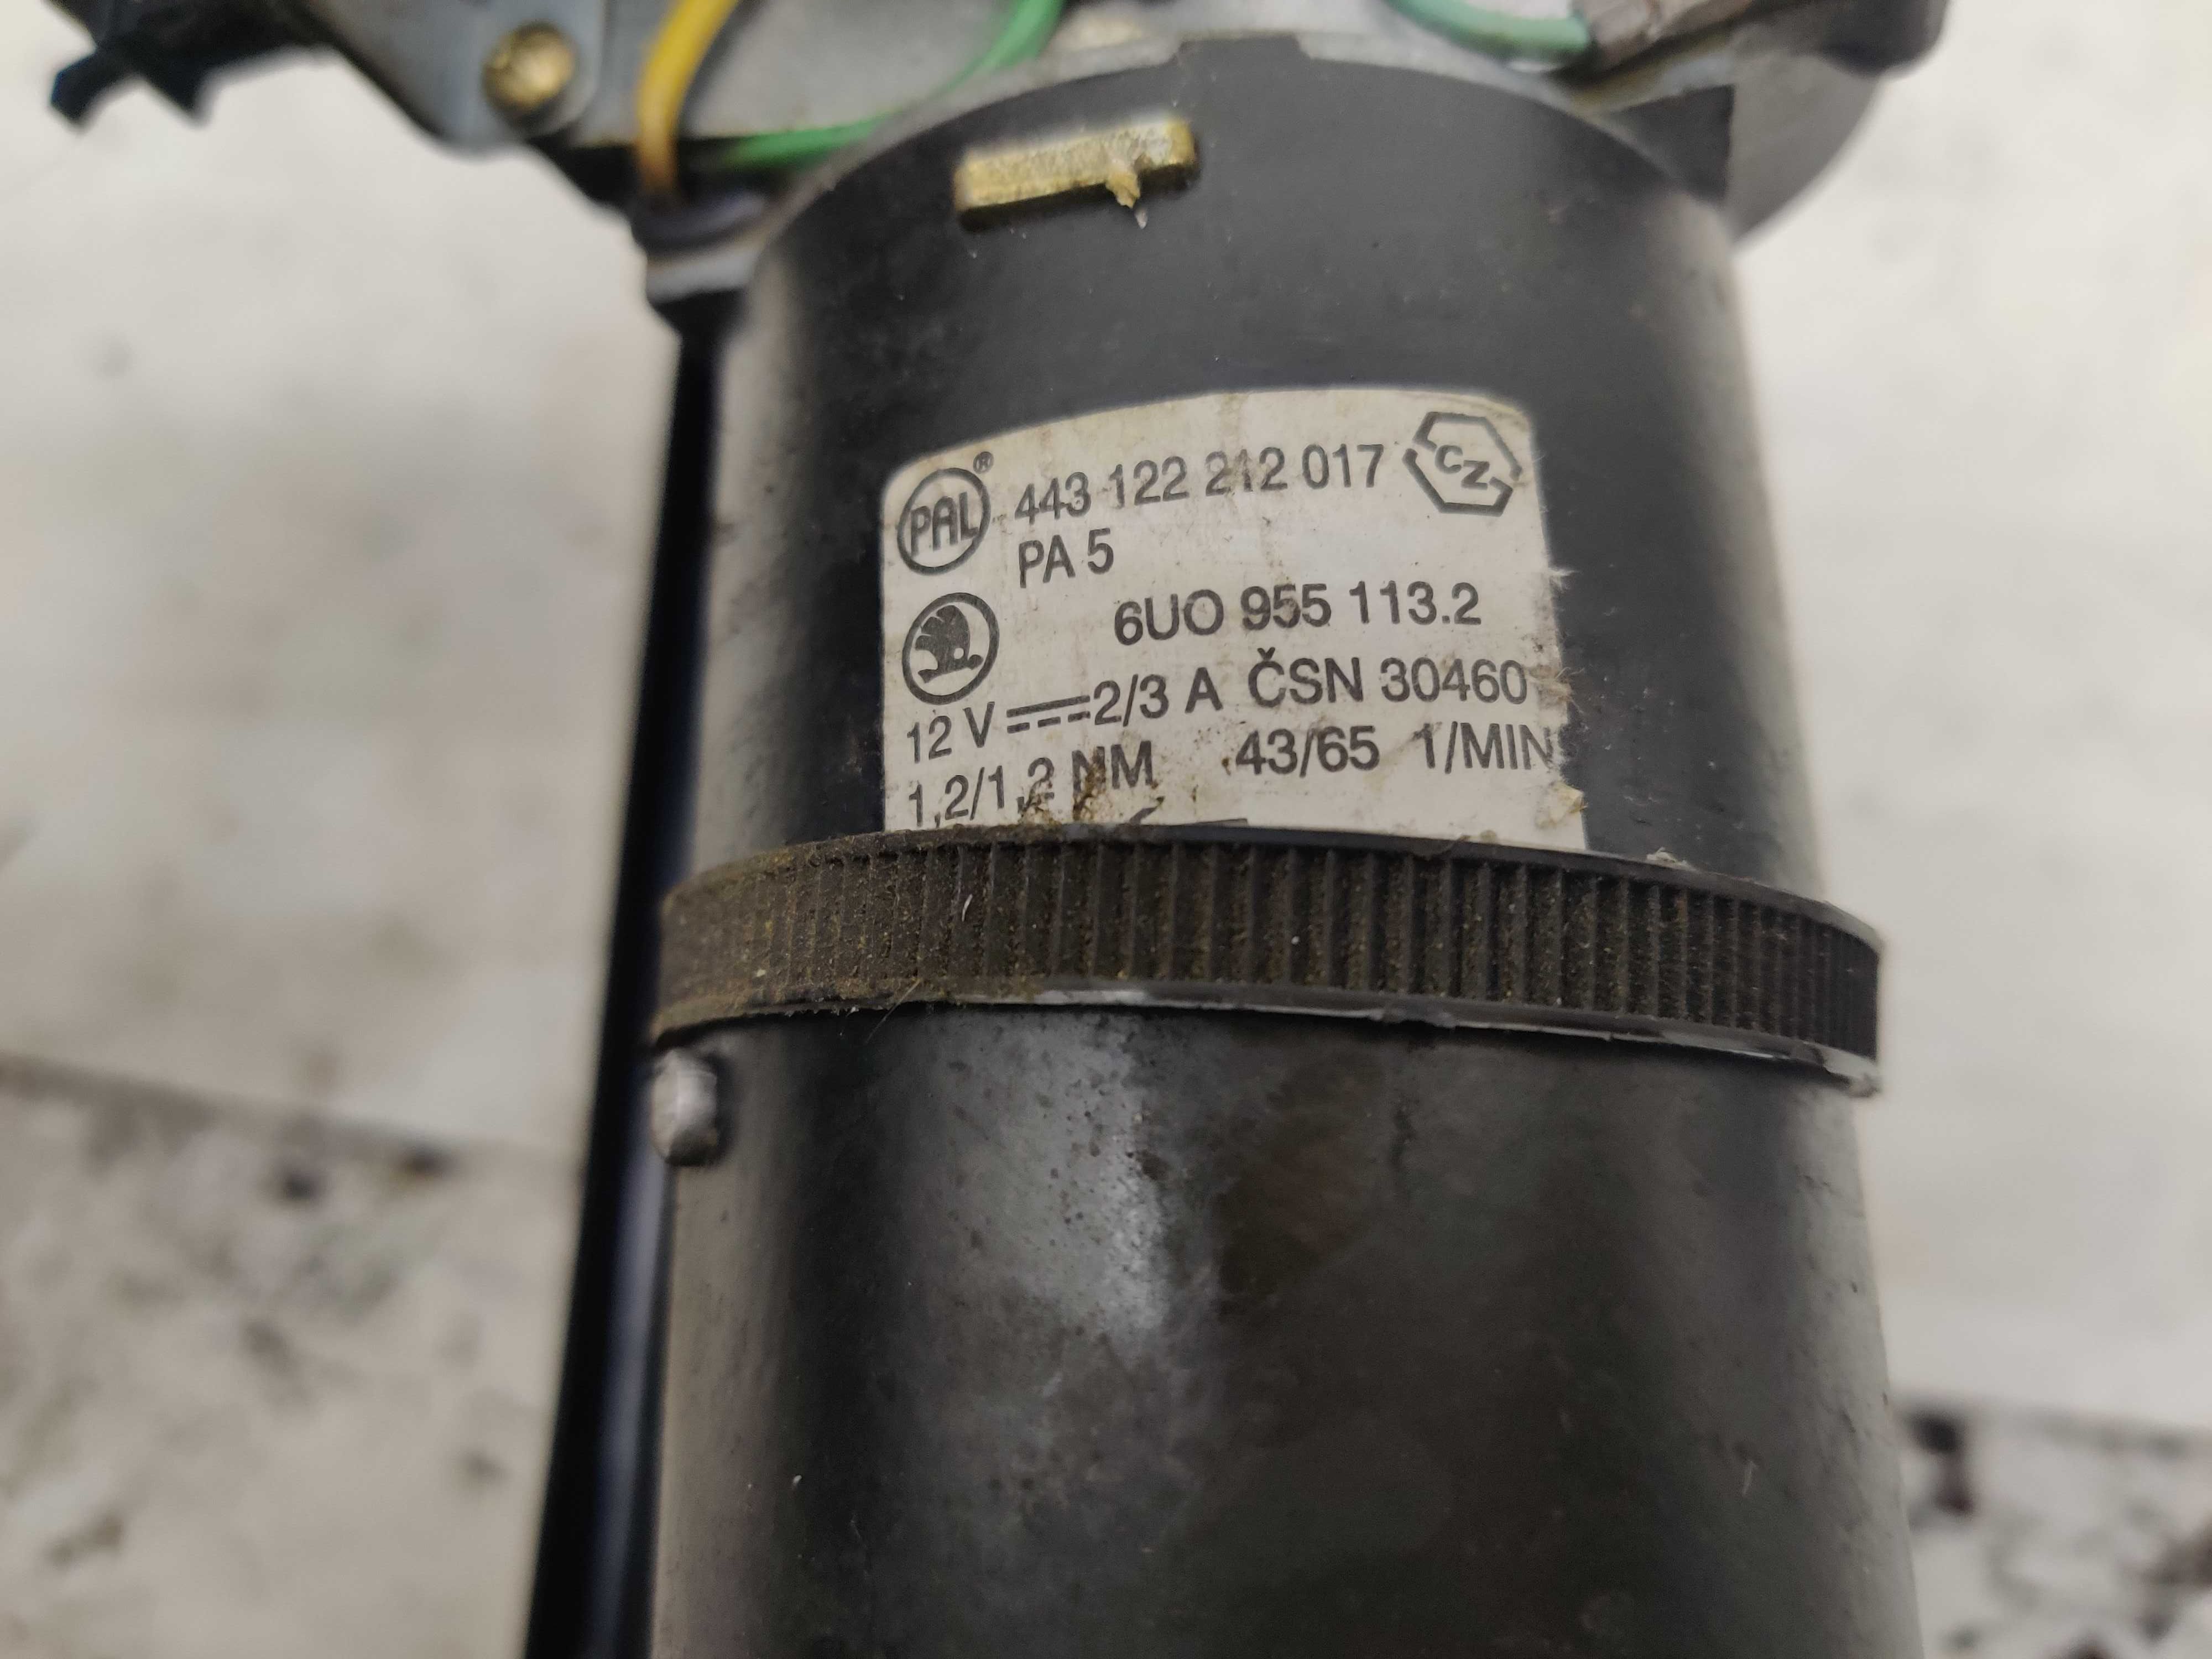 PAL® 443 122 212 017 CZ
PA 5
6UO 955 113.2
12 V 2/3 A ČSN 30460
1,2/1,2 NM 43/65 1/MIN